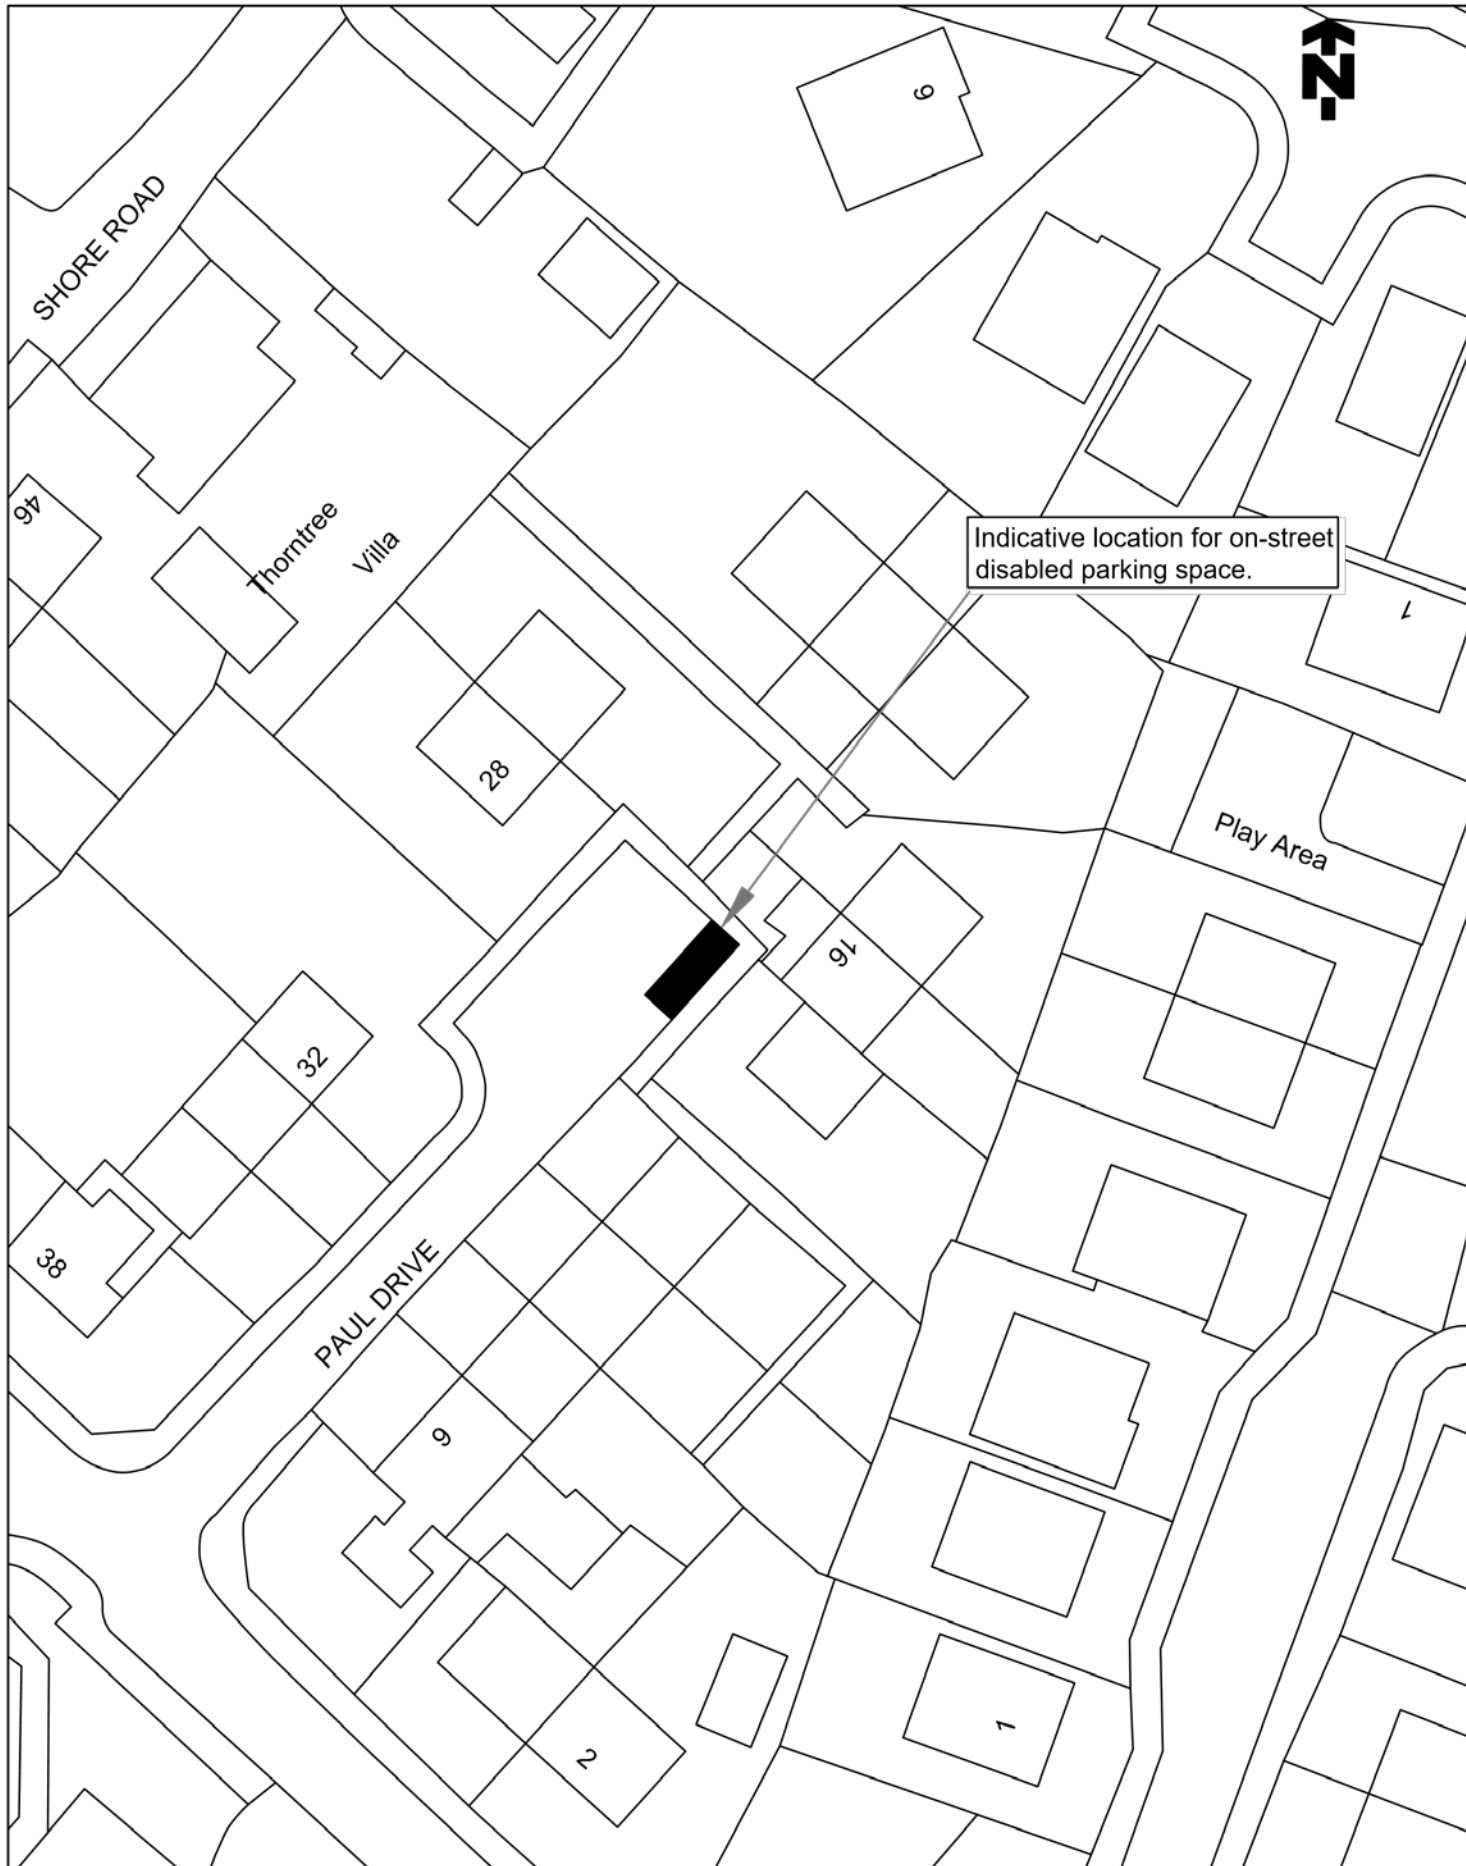 9
N
SHORE ROAD
46
Thorntree
Villa
Indicative location for on-street
disabled parking space.
1
28
Play Area
16
32
38
PAUL DRIVE
9
2
1